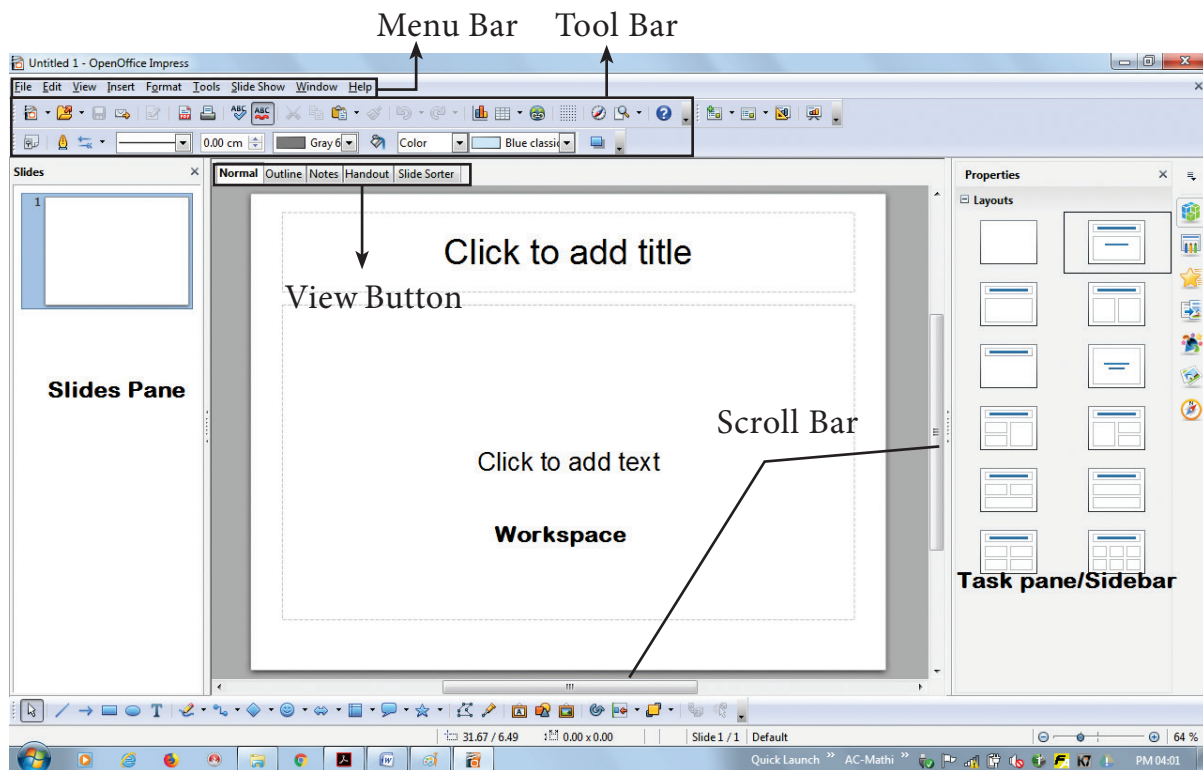 Menu Bar Tool Bar
Untitled 1 - OpenOffice Impress
File Edit View Insert Format Tools Slide Show Window Help
0.00 cm Gray 6 Color Blue classic
Slides
Normal Outline Notes Handout Slide Sorter
Properties
Layouts
1
Click to add title
View Button
Slides Pane
Scroll Bar
Click to add text
Workspace
Task pane/Sidebar
31.67 / 6.49 0.00 x 0.00 Slide 1 / 1 Default 64 %
Quick Launch » AC-Mathi » PM 04:01